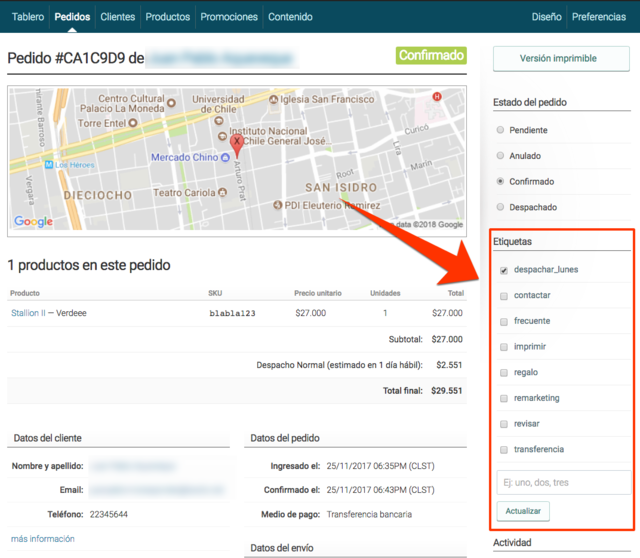 Tablero Pedidos Clientes Productos Promociones Contenido Diseño Preferencias
Pedido #CA1C9D9 de
Confirmado
Versión imprimible
Centro Cultural
Palacio La Moneda
Universidad
de Chile
Iglesia San Francisco
H
Torre Entel
Instituto
Nacional
Chile General José...
Curicó
Lira
Mercado Chino
X
M Los Héroes
Vergara
Arturo Prat
Root
Marín
DIECIOCHO
Teatro Cariola
SAN ISIDRO
PDI Eleuterio Ramírez
Google
data ©2018 Google
Estado del pedido
Pendiente
Anulado
Confirmado
Despachado
Etiquetas
despachar_lunes
contactar
frecuente
imprimir
regalo
remarketing
revisar
transferencia
Ej: uno, dos, tres
Actualizar
Actividad
1 productos en este pedido
Producto SKU Precio unitario Unidades Total
Stallion II — Verdeee blabla123 $27.000 1 $27.000
Subtotal: $27.000
Despacho Normal (estimado en 1 día hábil): $2.551
Total final: $29.551
Datos del cliente
Nombre y apellido:
Email:
Teléfono: 22345644
más información
Datos del pedido
Ingresado el: 25/11/2017 06:35PM (CLST)
Confirmado el: 25/11/2017 06:43PM (CLST)
Medio de pago: Transferencia bancaria
Datos del envío